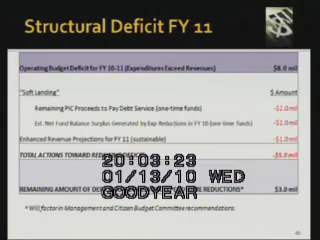 Structural Deficit FY 11
Operating Budget Deficit for FY 10-11 (Expenditures Exceed Revenues) $8.0 mil
"Soft Landing" $ Amount
Remaining PIC Proceeds to Pay Debt Service (one-time funds) -$2.0 mil
Est. Net Fund Balance Surplus Generated by Exp Reductions in FY 10 (one-time funds) -$2.0 mil
Enhanced Revenue Projections for FY 11 (sustainable) -$1.0 mil
TOTAL ACTIONS TOWARD -$5.0 mil
20:03:23
01/13/10 WED
GOODYEAR
REMAINING AMOUNT OF REDUCTIONS* $3.0 mil
* Will factor in Management and Citizen Budget Committee recommendations.